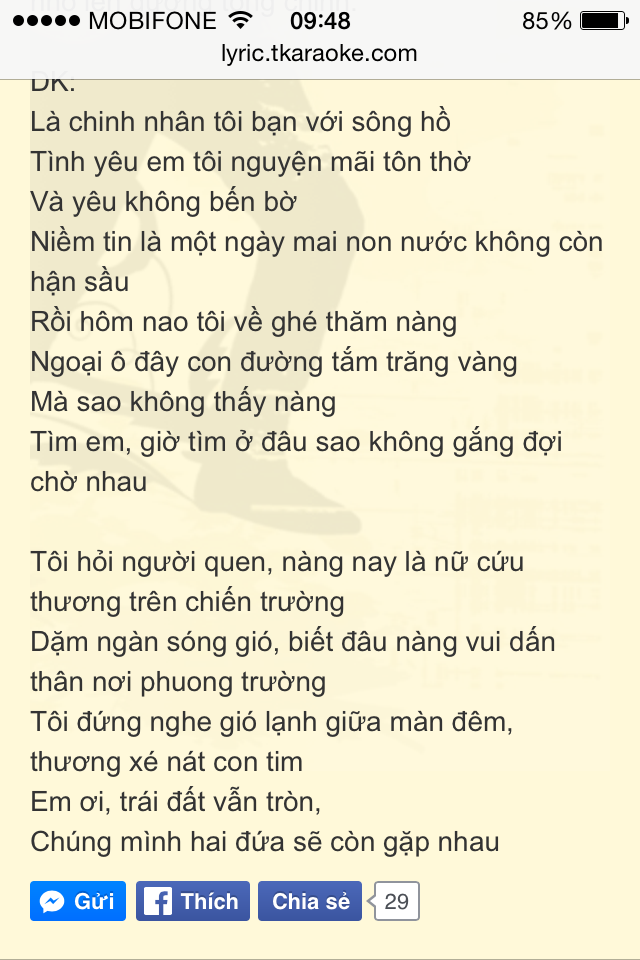 MOBIFONE 09:48 85%
lyric.tkaraoke.com
ĐK:
Là chinh nhân tôi bạn với sông hồ
Tình yêu em tôi nguyện mãi tôn thờ
Và yêu không bến bờ
Niềm tin là một ngày mai non nước không còn
hận sầu
Rồi hôm nao tôi về ghé thăm nàng
Ngoại ô đây con đường tắm trăng vàng
Mà sao không thấy nàng
Tìm em, giờ tìm ở đâu sao không gắng đợi
chờ nhau
Tôi hỏi người quen, nàng nay là nữ cứu
thương trên chiến trường
Dặm ngàn sóng gió, biết đâu nàng vui dấn
thân nơi phuong trường
Tôi đứng nghe gió lạnh giữa màn đêm,
thương xé nát con tim
Em ơi, trái đất vẫn tròn,
Chúng mình hai đứa sẽ còn gặp nhau
Gửi Thích Chia sẻ 29